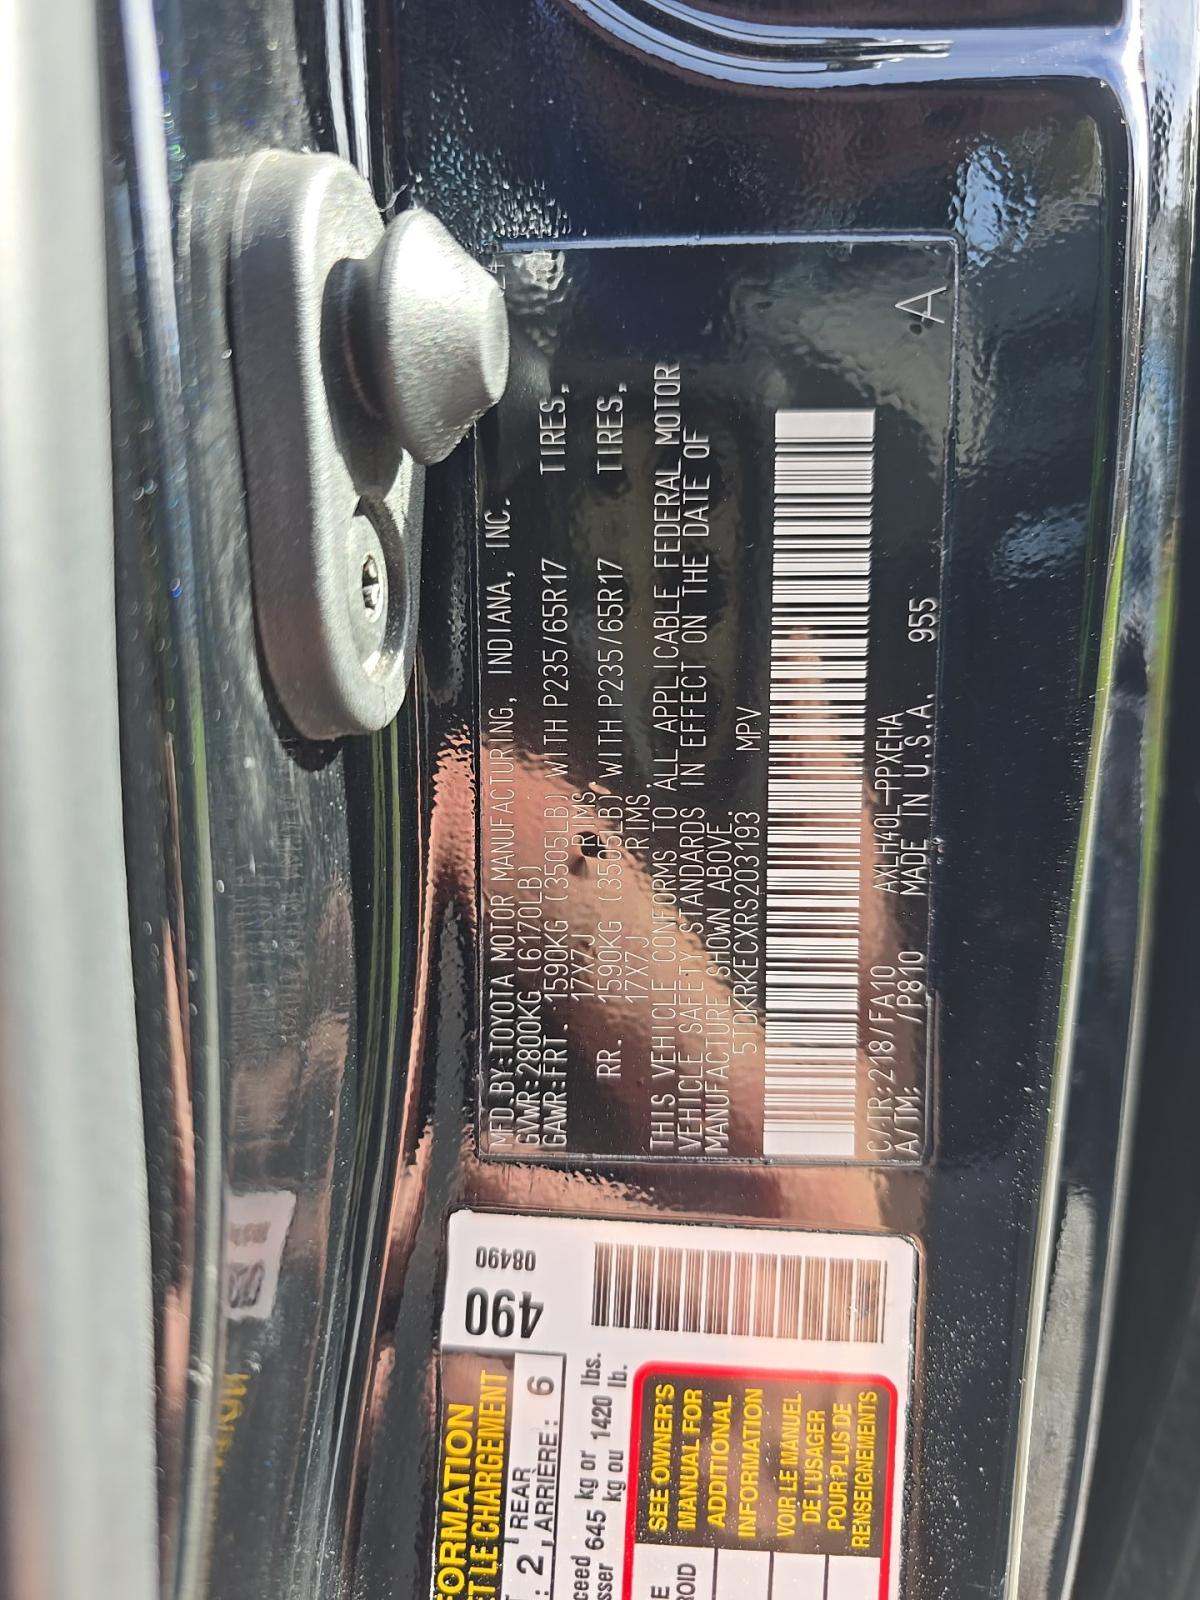 MFD BY: TOYOTA MOTOR MANUFACTURING, INDIANA, INC.
GVWR: 2800KG (6170LB)
GAWR: FRT. 1590KG (3505LB) WITH P235/65R17 TIRES,
17X7J RIMS
RR. 1590KG (3505LB) WITH P235/65R17 TIRES,
17X7J RIMS
THIS VEHICLE CONFORMS TO ALL APPLICABLE FEDERAL MOTOR
VEHICLE SAFETY STANDARDS IN EFFECT ON THE DATE OF
MANUFACTURE SHOWN ABOVE.
5TDKRKECXRS203193 MPV
C/TR: 218/FA10 AXLH40L-PPXEHA
A/TM: /P810 MADE IN U.S.A. 955 A
ORMATION
ET LE CHARGEMENT
490
08490
2 REAR
ARRIÈRE: 6
ceed 645 kg or 1420 lbs.
sser kg ou lb.
SEE OWNER'S
MANUAL FOR
ADDITIONAL
INFORMATION
VOIR LE MANUEL
DE L'USAGER
POUR PLUS DE
RENSEIGNEMENTS